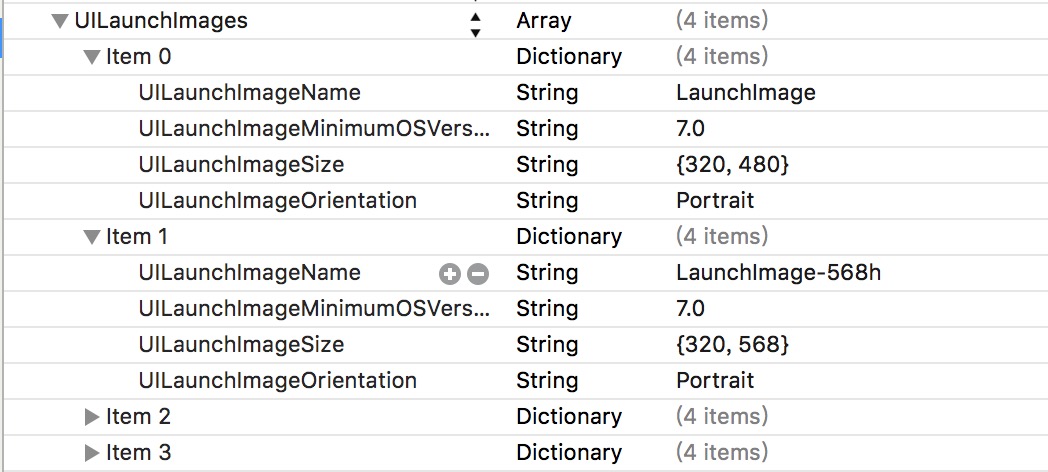 UILaunchImages Array (4 items)
Item 0 Dictionary (4 items)
UILaunchImageName String LaunchImage
UILaunchImageMinimumOSVers... String 7.0
UILaunchImageSize String {320, 480}
UILaunchImageOrientation String Portrait
Item 1 Dictionary (4 items)
UILaunchImageName String LaunchImage-568h
UILaunchImageMinimumOSVers... String 7.0
UILaunchImageSize String {320, 568}
UILaunchImageOrientation String Portrait
Item 2 Dictionary (4 items)
Item 3 Dictionary (4 items)